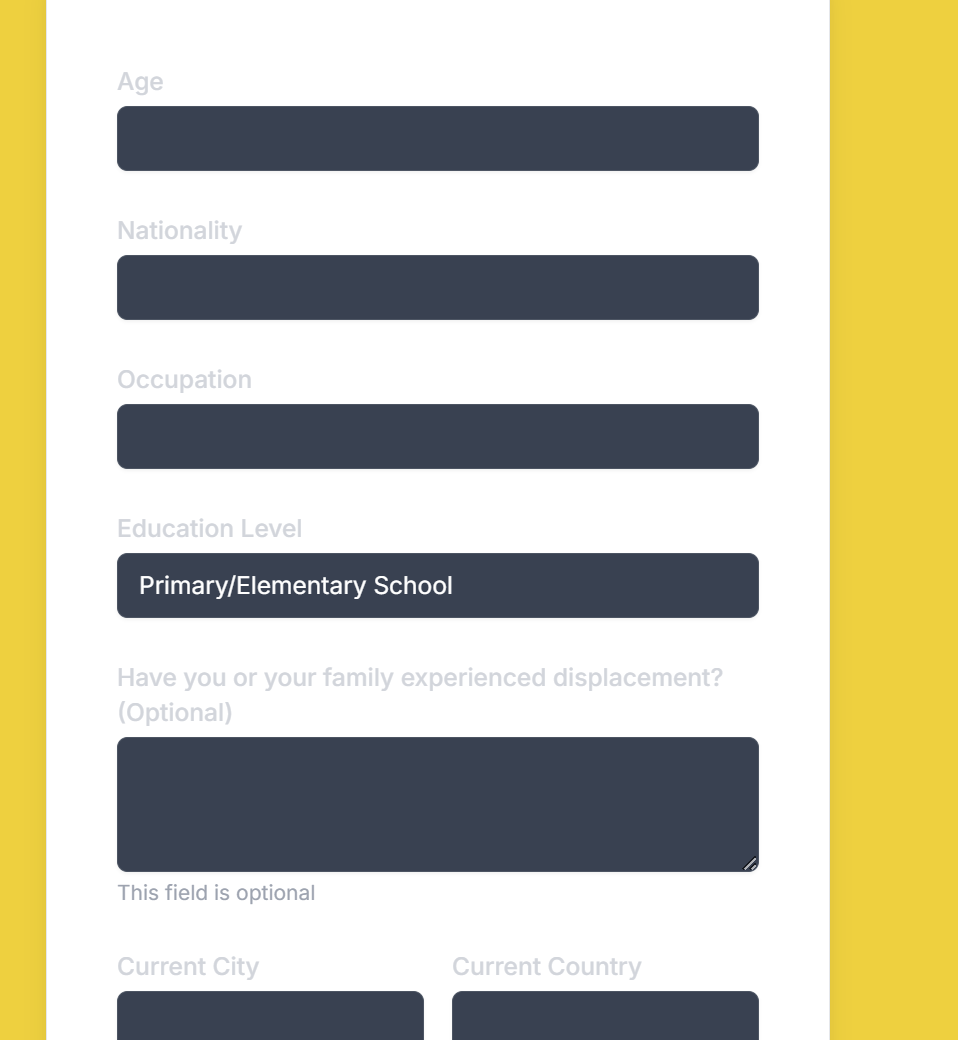 Age
Nationality
Occupation
Education Level
Primary/Elementary School
Have you or your family experienced displacement?
(Optional)
This field is optional
Current City
Current Country